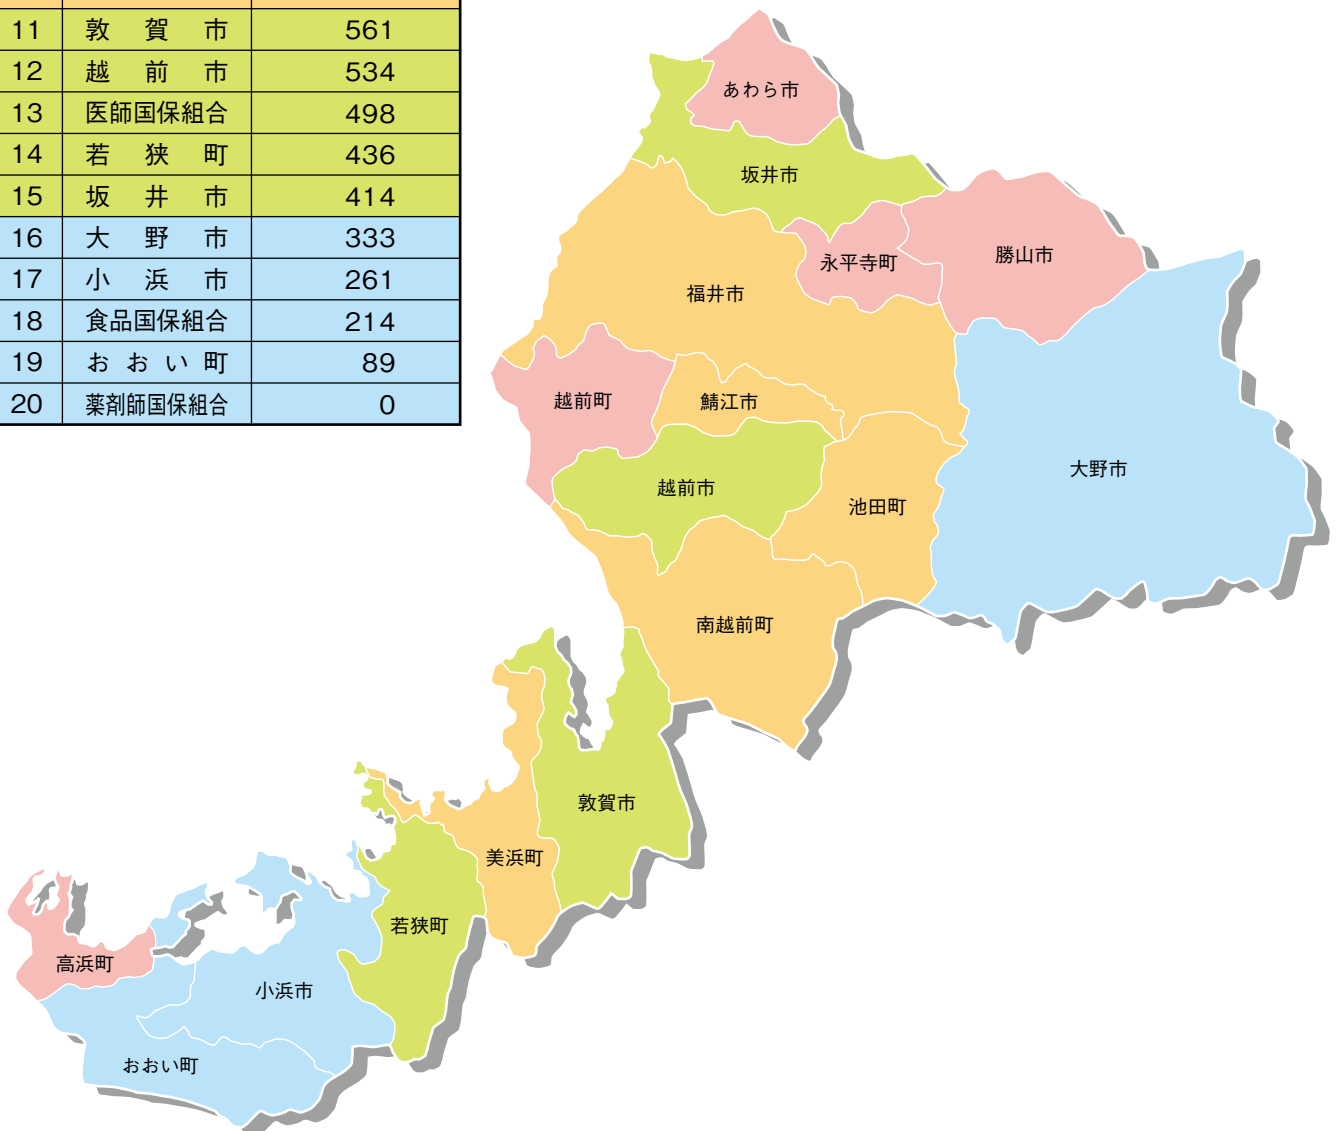 11 敦賀市 561
12 越前市 534
13 医師国保組合 498
14 若狭町 436
15 坂井市 414
16 大野市 333
17 小浜市 261
18 食品国保組合 214
19 おおい町 89
20 薬剤師国保組合 0
あわら市
坂井市
永平寺町
勝山市
福井市
越前町
鯖江市
大野市
越前市
池田町
南越前町
敦賀市
美浜町
若狭町
高浜町
小浜市
おおい町